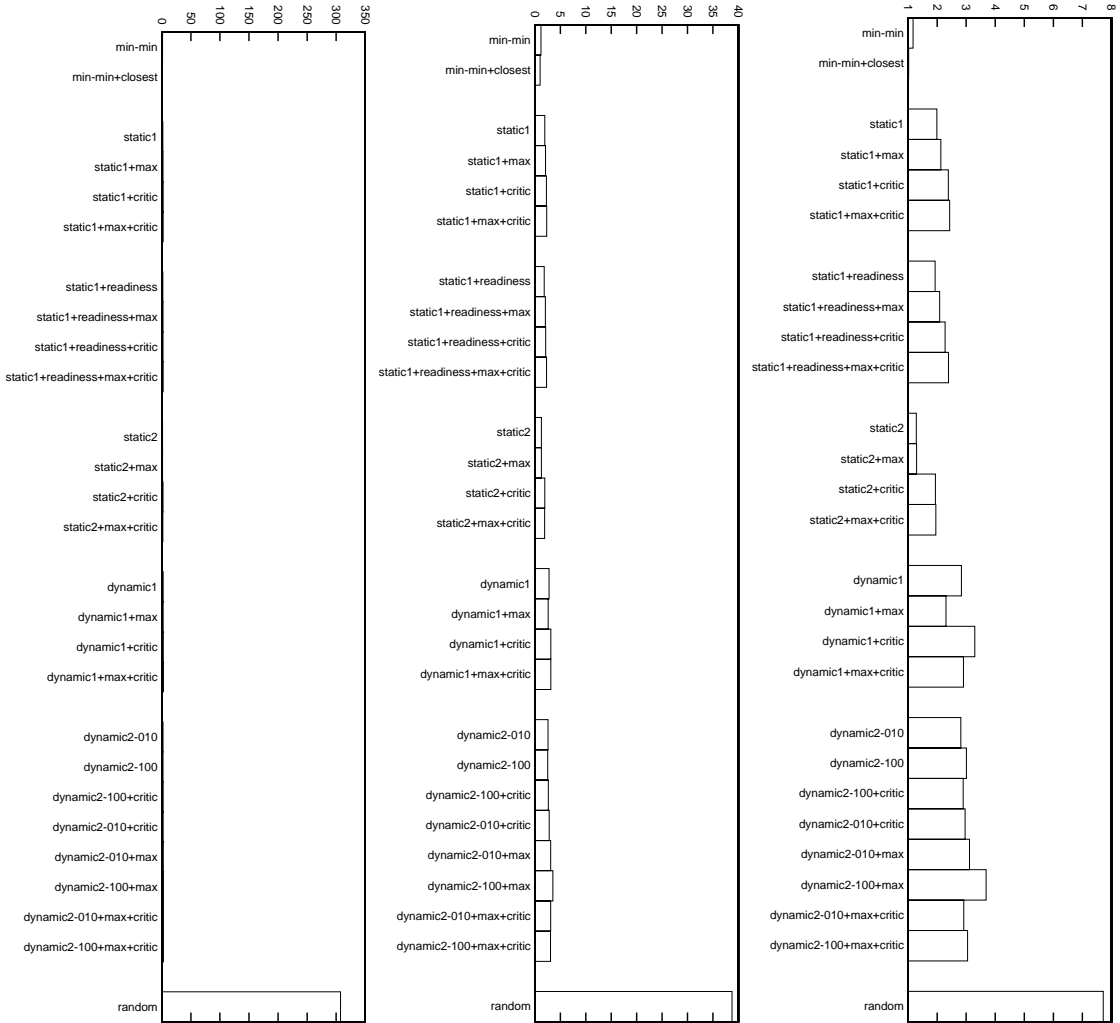 0 50 100 150 200 250 300 350
min-min
min-min+closest
static1
static1+max
static1+critic
static1+max+critic
static1+readiness
static1+readiness+max
static1+readiness+critic
static1+readiness+max+critic
static2
static2+max
static2+critic
static2+max+critic
dynamic1
dynamic1+max
dynamic1+critic
dynamic1+max+critic
dynamic2-010
dynamic2-100
dynamic2-100+critic
dynamic2-010+critic
dynamic2-010+max
dynamic2-100+max
dynamic2-010+max+critic
dynamic2-100+max+critic
random
0 5 10 15 20 25 30 35 40
min-min
min-min+closest
static1
static1+max
static1+critic
static1+max+critic
static1+readiness
static1+readiness+max
static1+readiness+critic
static1+readiness+max+critic
static2
static2+max
static2+critic
static2+max+critic
dynamic1
dynamic1+max
dynamic1+critic
dynamic1+max+critic
dynamic2-010
dynamic2-100
dynamic2-100+critic
dynamic2-010+critic
dynamic2-010+max
dynamic2-100+max
dynamic2-010+max+critic
dynamic2-100+max+critic
random
1 2 3 4 5 6 7 8
min-min
min-min+closest
static1
static1+max
static1+critic
static1+max+critic
static1+readiness
static1+readiness+max
static1+readiness+critic
static1+readiness+max+critic
static2
static2+max
static2+critic
static2+max+critic
dynamic1
dynamic1+max
dynamic1+critic
dynamic1+max+critic
dynamic2-010
dynamic2-100
dynamic2-100+critic
dynamic2-010+critic
dynamic2-010+max
dynamic2-100+max
dynamic2-010+max+critic
dynamic2-100+max+critic
random